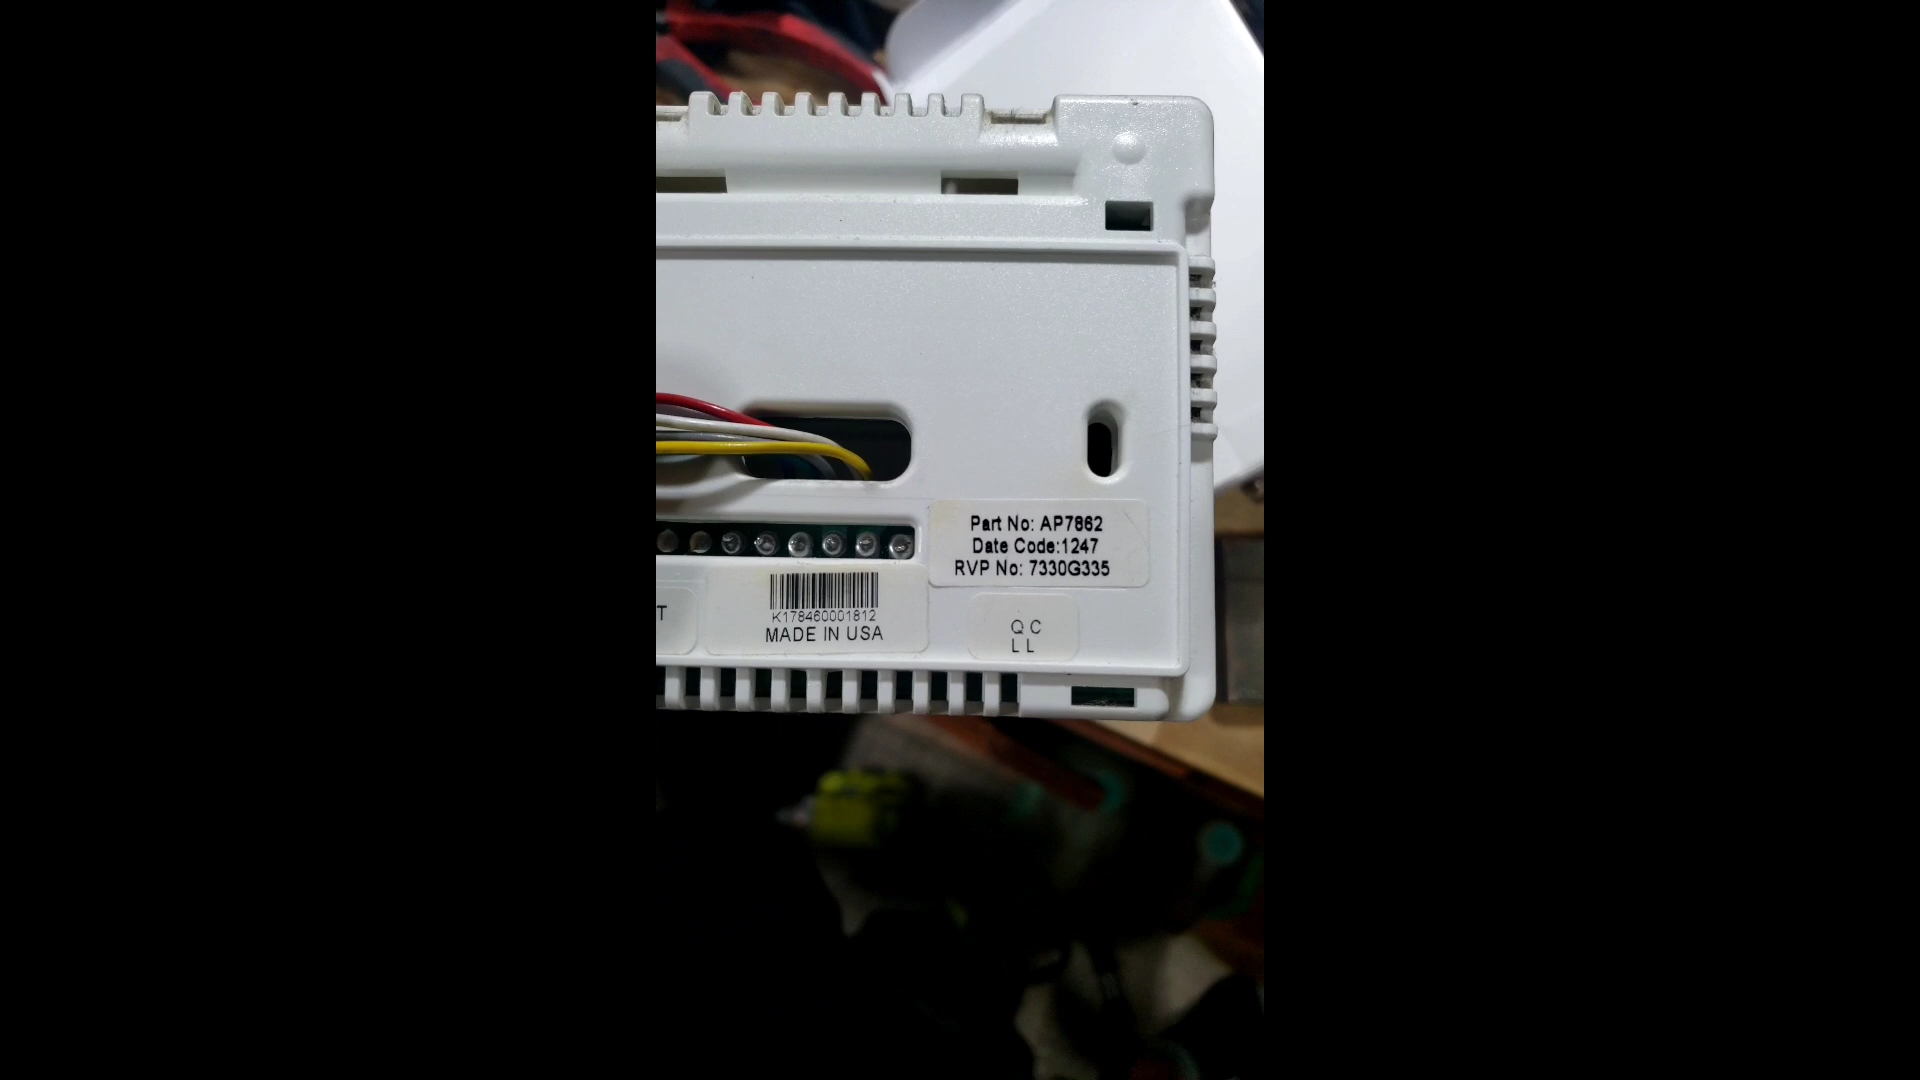 Part No: AP7862
Date Code:1247
RVP No: 7330G335
T
K178460001812
MADE IN USA
Q C
L L